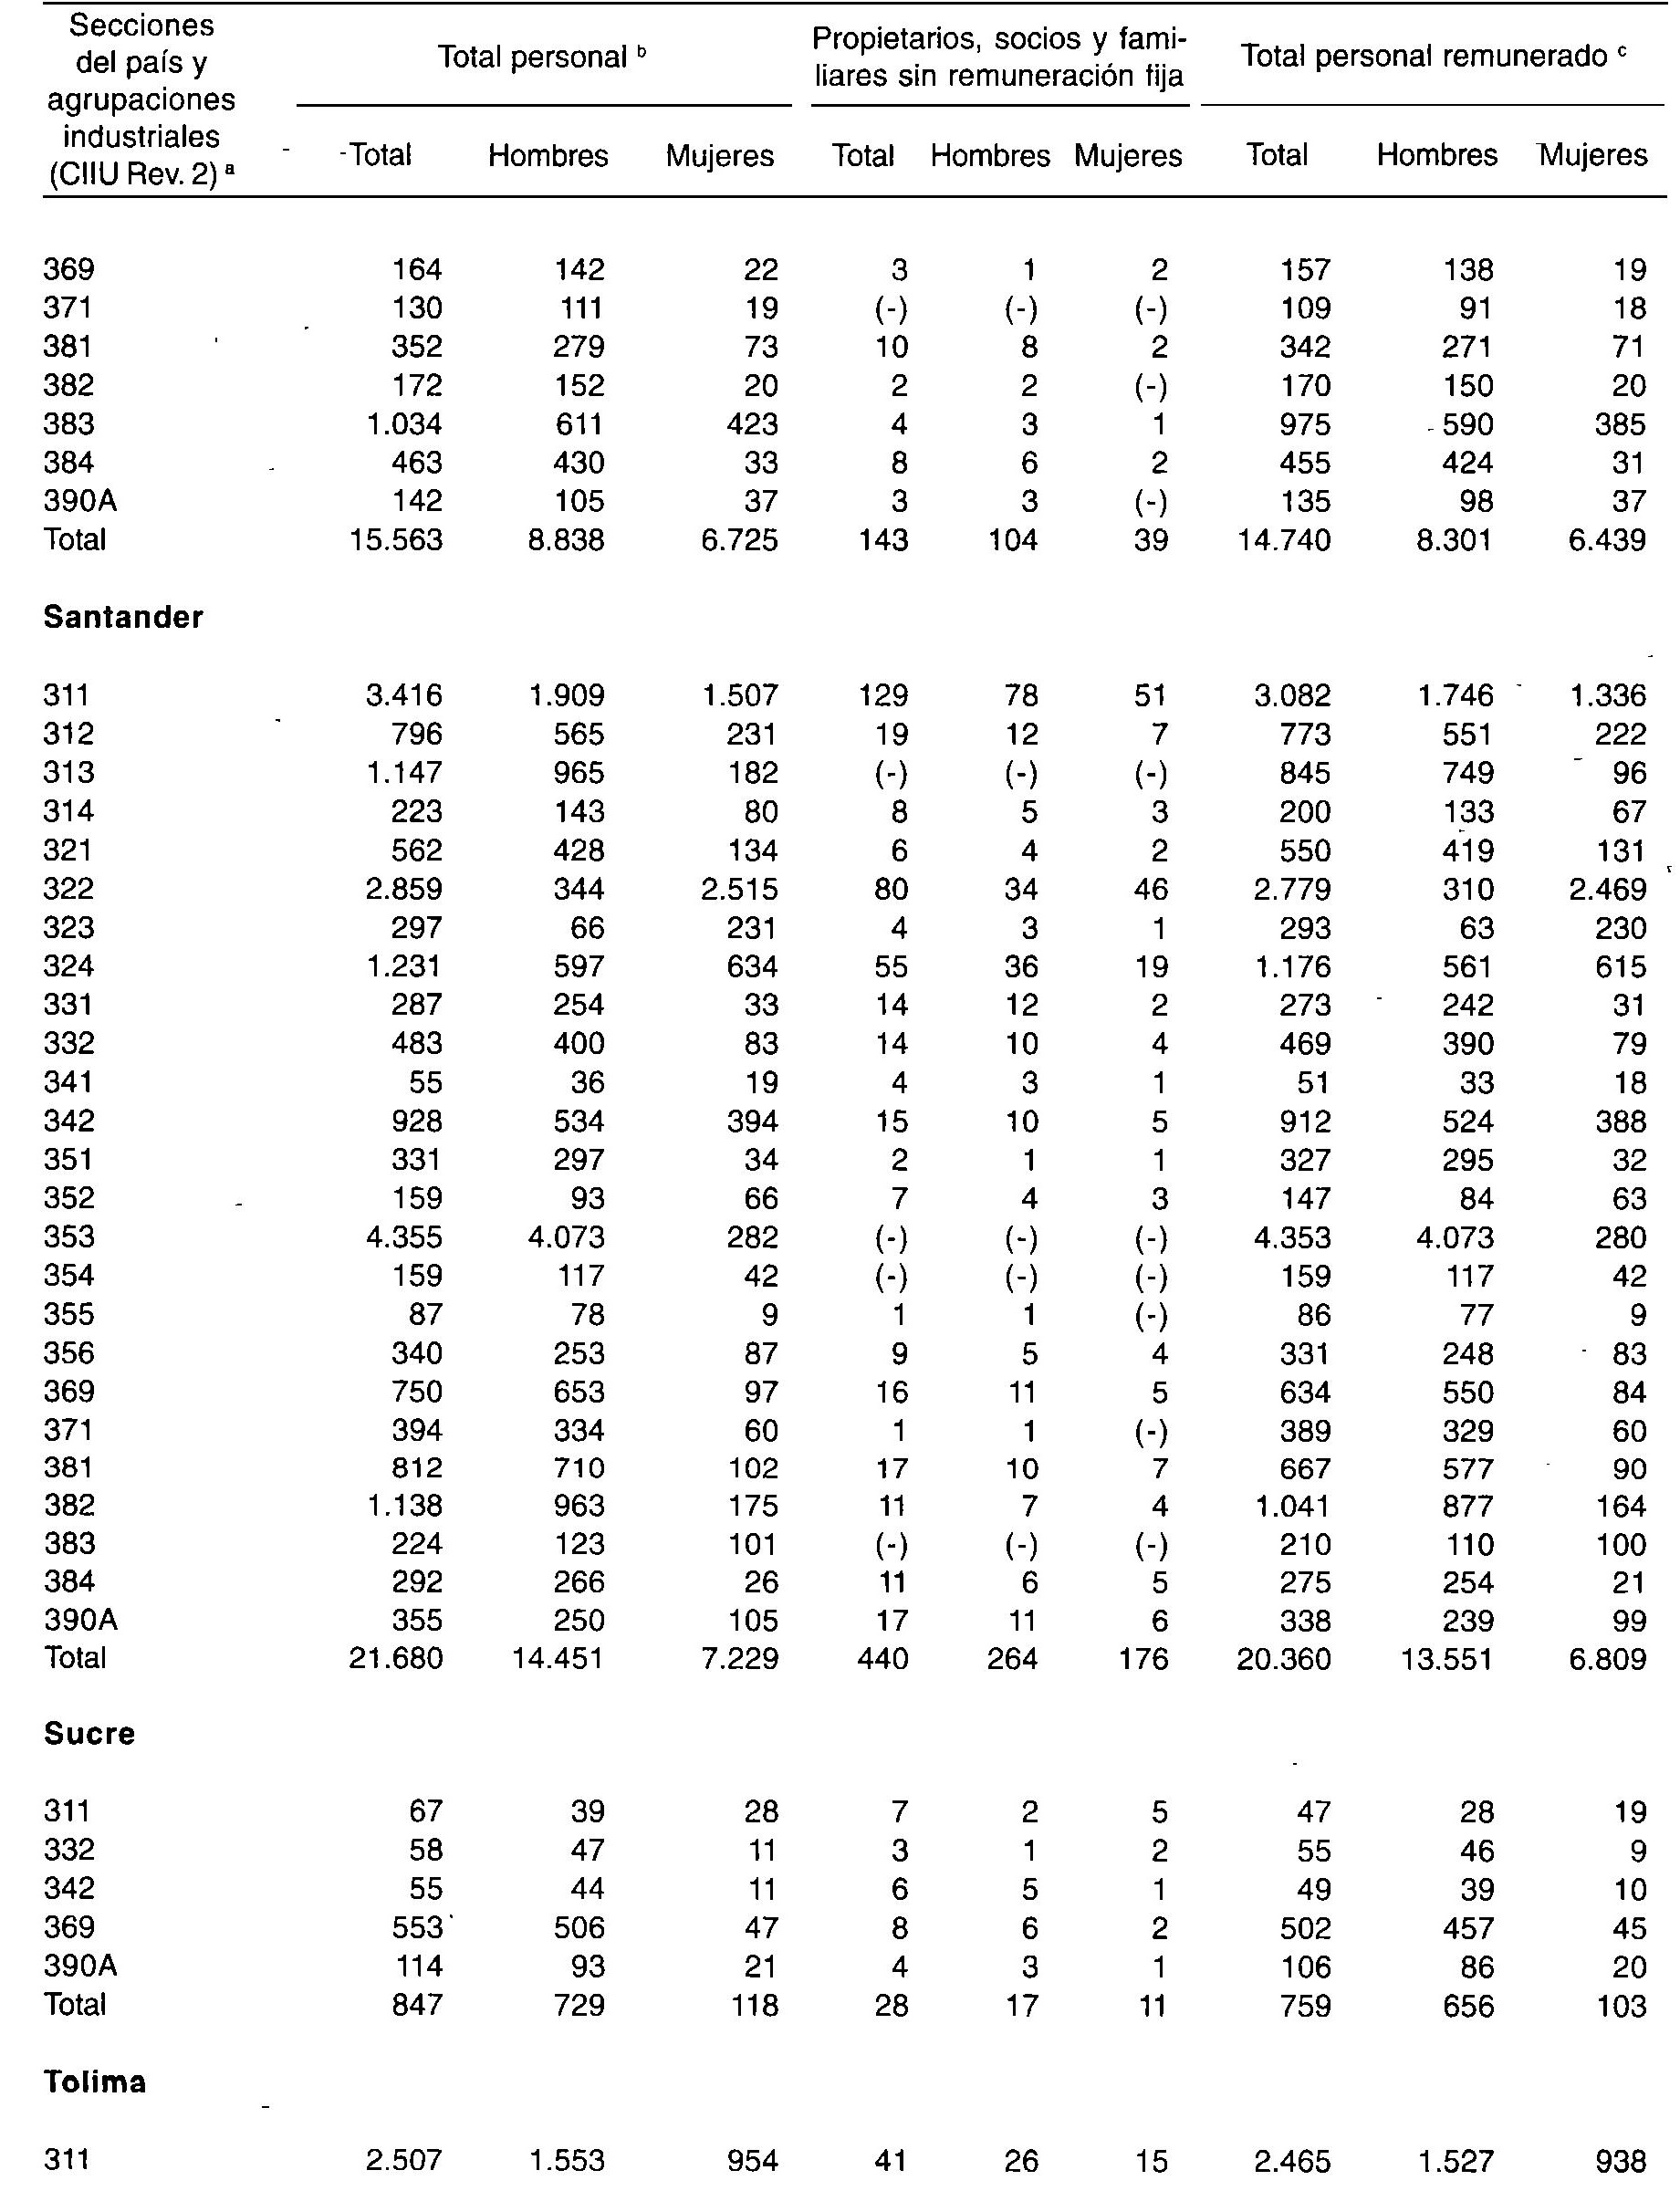 Secciones
del país y
agrupaciones
industriales
(CIIU Rev. 2) a
Total personal b
Propietarios, socios y fami-
liares sin remuneración fija
Total personal remunerado c
Total Hombres Mujeres Total Hombres Mujeres Total Hombres Mujeres
369 164 142 22 3 1 2 157 138 19
371 130 111 19 (-) (-) (-) 109 91 18
381 352 279 73 10 8 2 342 271 71
382 172 152 20 2 2 (-) 170 150 20
383 1.034 611 423 4 3 1 975 590 385
384 463 430 33 8 6 2 455 424 31
390A 142 105 37 3 3 (-) 135 98 37
Total 15.563 8.838 6.725 143 104 39 14.740 8.301 6.439
Santander
311 3.416 1.909 1.507 129 78 51 3.082 1.746 1.336
312 796 565 231 19 12 7 773 551 222
313 1.147 965 182 (-) (-) (-) 845 749 96
314 223 143 80 8 5 3 200 133 67
321 562 428 134 6 4 2 550 419 131
322 2.859 344 2.515 80 34 46 2.779 310 2.469
323 297 66 231 4 3 1 293 63 230
324 1.231 597 634 55 36 19 1.176 561 615
331 287 254 33 14 12 2 273 242 31
332 483 400 83 14 10 4 469 390 79
341 55 36 19 4 3 1 51 33 18
342 928 534 394 15 10 5 912 524 388
351 331 297 34 2 1 1 327 295 32
352 159 93 66 7 4 3 147 84 63
353 4.355 4.073 282 (-) (-) (-) 4.353 4.073 280
354 159 117 42 (-) (-) (-) 159 117 42
355 87 78 9 1 1 (-) 86 77 9
356 340 253 87 9 5 4 331 248 83
369 750 653 97 16 11 5 634 550 84
371 394 334 60 1 1 (-) 389 329 60
381 812 710 102 17 10 7 667 577 90
382 1.138 963 175 11 7 4 1.041 877 164
383 224 123 101 (-) (-) (-) 210 110 100
384 292 266 26 11 6 5 275 254 21
390A 355 250 105 17 11 6 338 239 99
Total 21.680 14.451 7.229 440 264 176 20.360 13.551 6.809
Sucre
311 67 39 28 7 2 5 47 28 19
332 58 47 11 3 1 2 55 46 9
342 55 44 11 6 5 1 49 39 10
369 553 506 47 8 6 2 502 457 45
390A 114 93 21 4 3 1 106 86 20
Total 847 729 118 28 17 11 759 656 103
Tolima
311 2.507 1.553 954 41 26 15 2.465 1.527 938